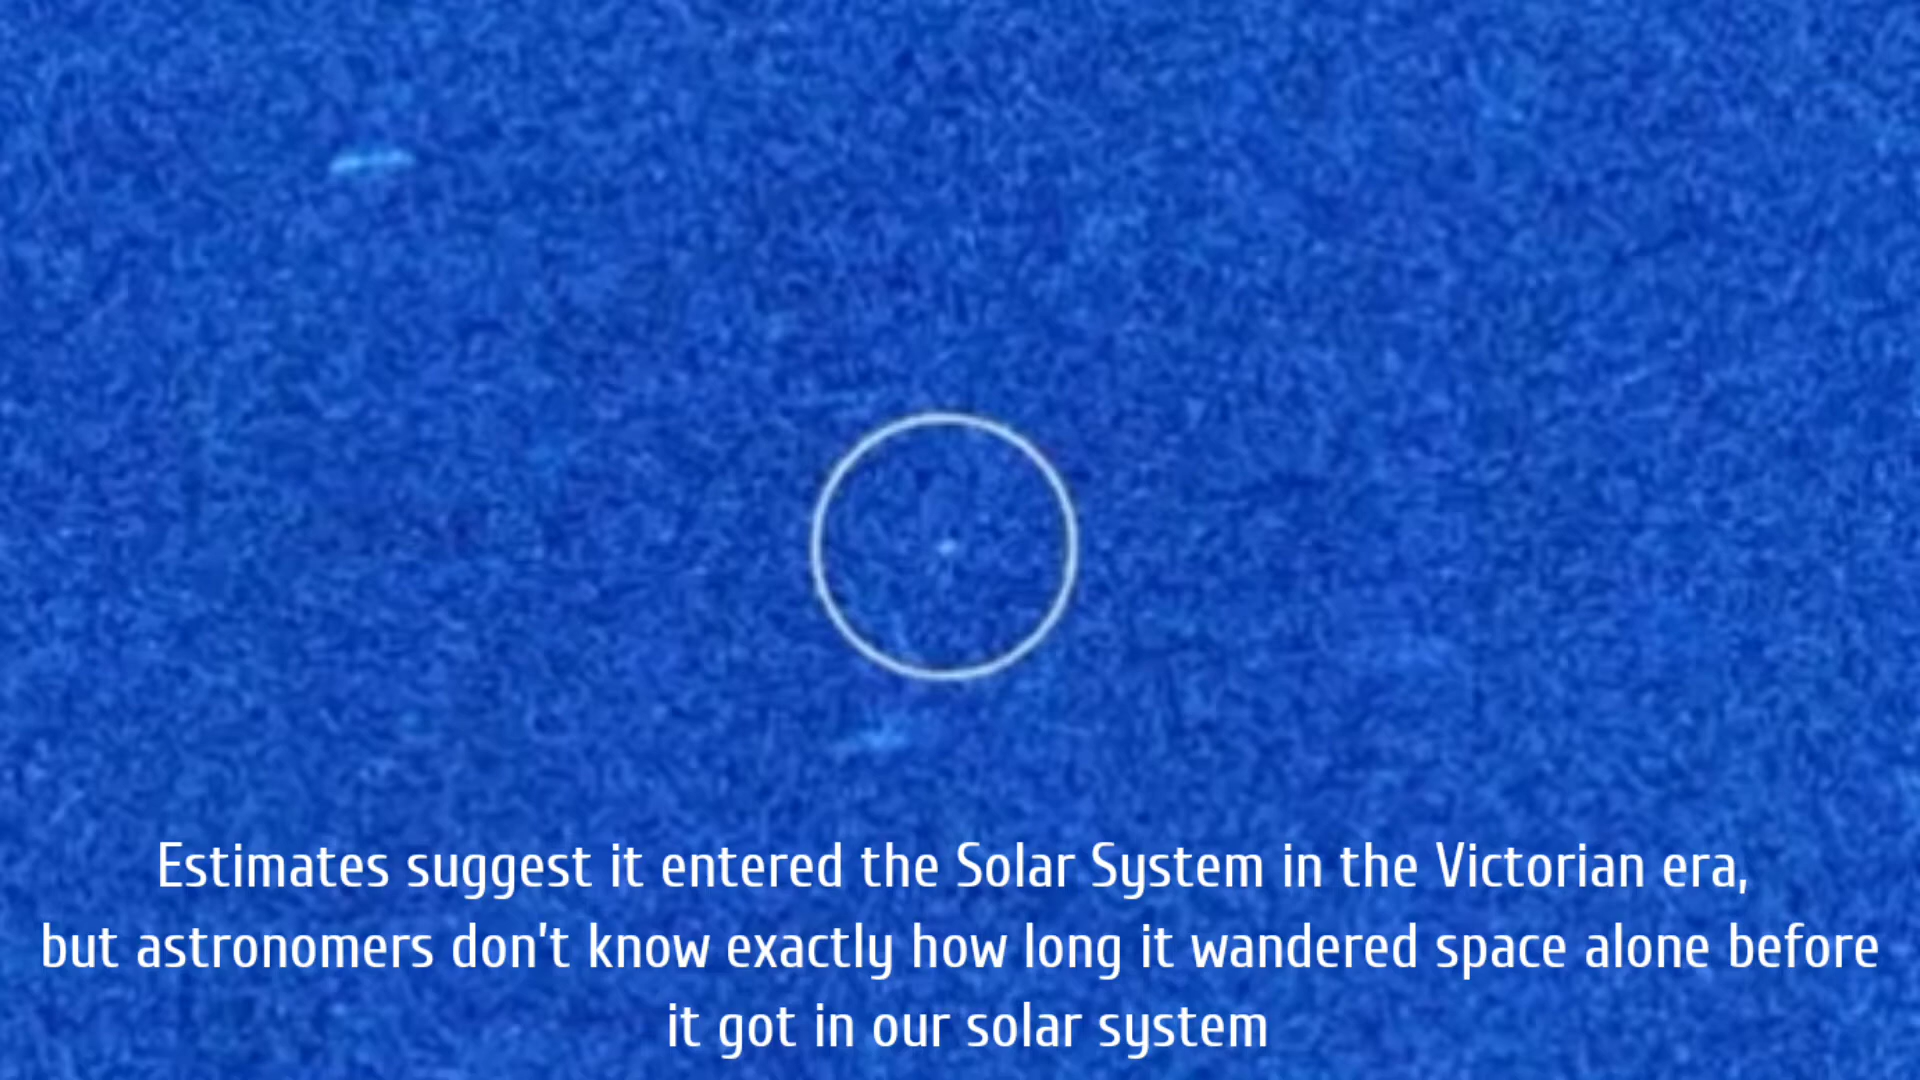 Estimates suggest it entered the Solar System in the Victorian era,
but astronomers don't know exactly how long it wandered space alone before
it got in our solar system